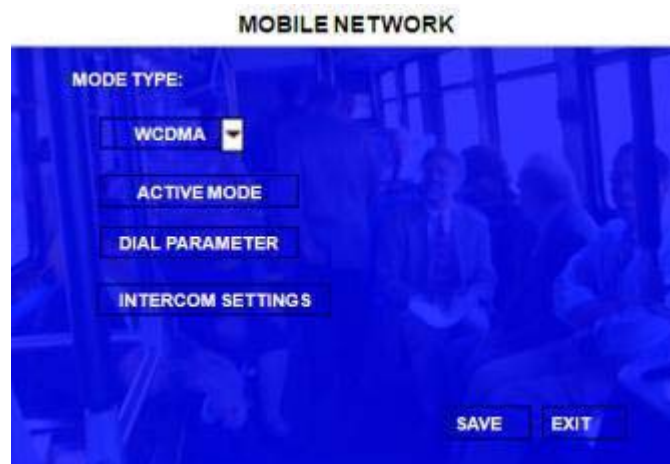 MOBILE NETWORK
MODE TYPE:
WCDMA
ACTIVE MODE
DIAL PARAMETER
INTERCOM SETTINGS
SAVE EXIT